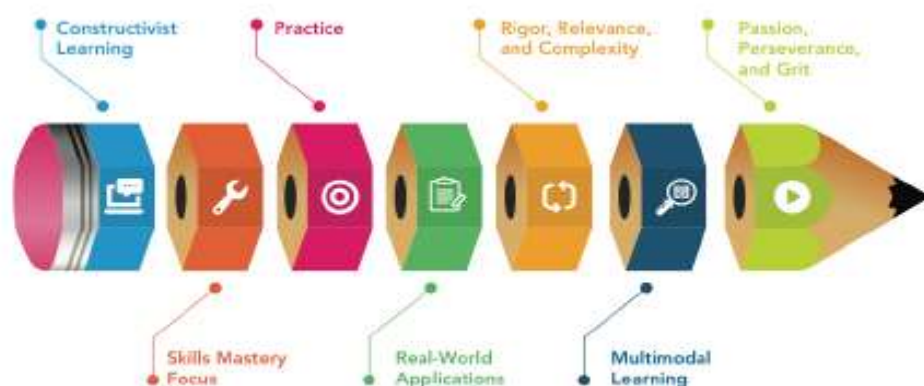 Constructivist
Learning
Practice
Rigor, Relevance,
and Complexity
Passion,
Perseverance,
and Grit
Skills Mastery
Focus
Real-World
Applications
Multimodal
Learning